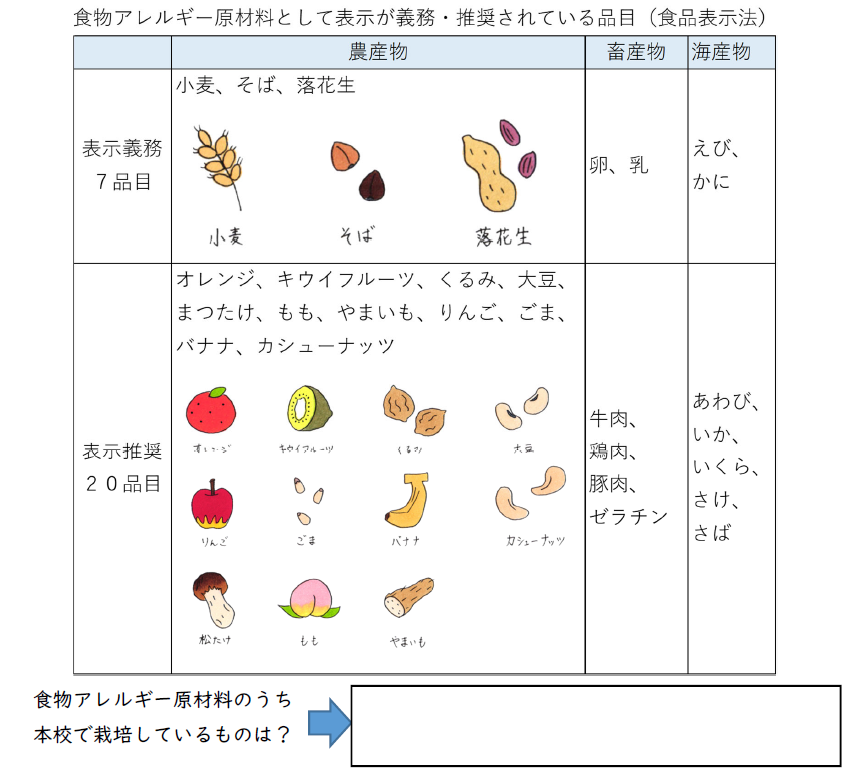 食物アレルギー原材料として表示が義務・推奨されている品目（食品表示法）
農産物
畜産物
海産物
表示義務
７品目
小麦、そば、落花生
小麦
そば
落花生
卵、乳
えび、
かに
表示推奨
２０品目
オレンジ、キウイフルーツ、くるみ、大豆、
まつたけ、もも、やまいも、りんご、ごま、
バナナ、カシューナッツ
オレンジ
キウイフルーツ
くるみ
大豆
りんご
ごま
バナナ
カシューナッツ
松たけ
もも
やまいも
牛肉、
鶏肉、
豚肉、
ゼラチン
あわび、
いか、
いくら、
さけ、
さば
食物アレルギー原材料のうち
本校で栽培しているものは？